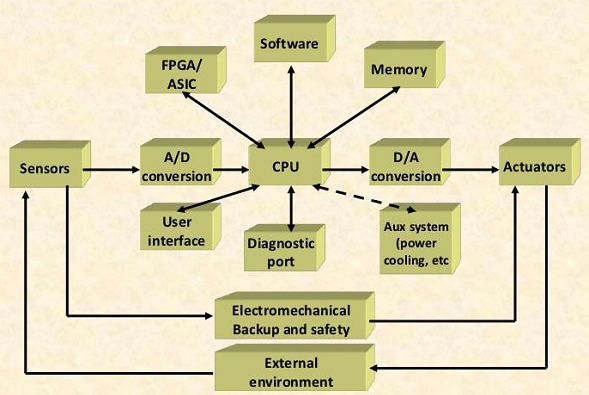 Software
FPGA/
ASIC
Memory
Sensors
A/D
conversion
CPU
D/A
conversion
Actuators
User
interface
Diagnostic
port
Aux system
(power
cooling, etc
Electromechanical
Backup and safety
External
environment